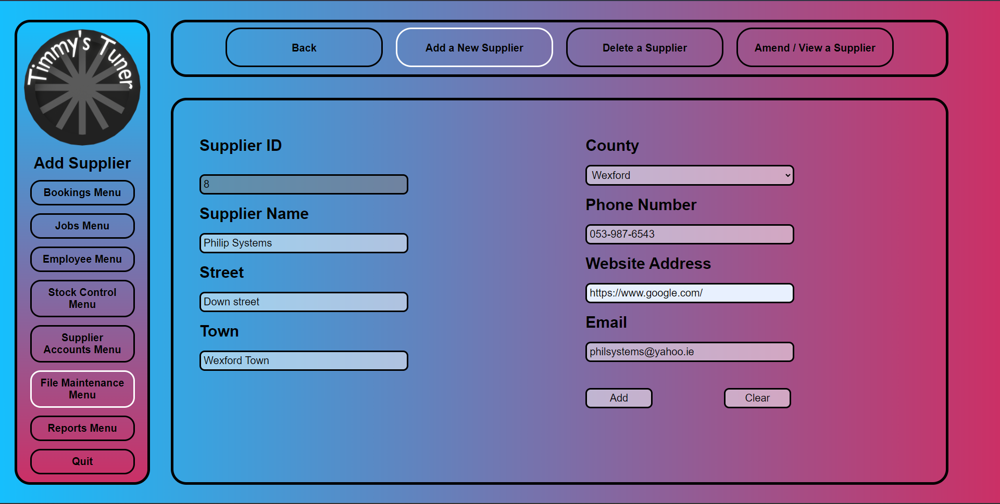 Timmy's Tuner
Add Supplier
Bookings Menu
Jobs Menu
Employee Menu
Stock Control
Menu
Supplier
Accounts Menu
File Maintenance
Menu
Reports Menu
Quit
Back
Add a New Supplier
Delete a Supplier
Amend / View a Supplier
Supplier ID
8
Supplier Name
Philip Systems
Street
Down street
Town
Wexford Town
County
Wexford
Phone Number
053-987-6543
Website Address
https://www.google.com/
Email
philsystems@yahoo.ie
Add
Clear